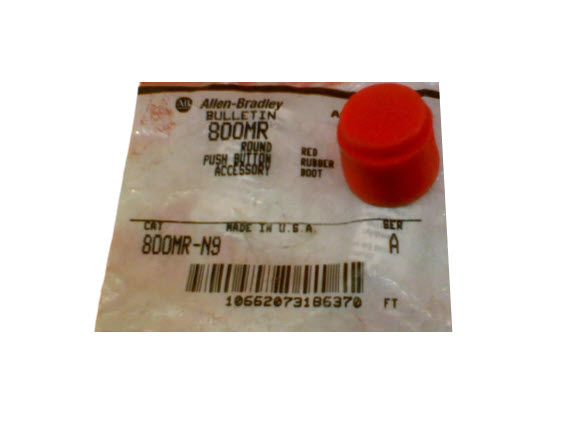 AB Allen-Bradley
BULLETIN A
800MR
ROUND RED
PUSH BUTTON RUBBER
ACCESSORY BOOT
CAT MADE IN U.S.A. SER
800MR-N9 A
10662073186370 FT